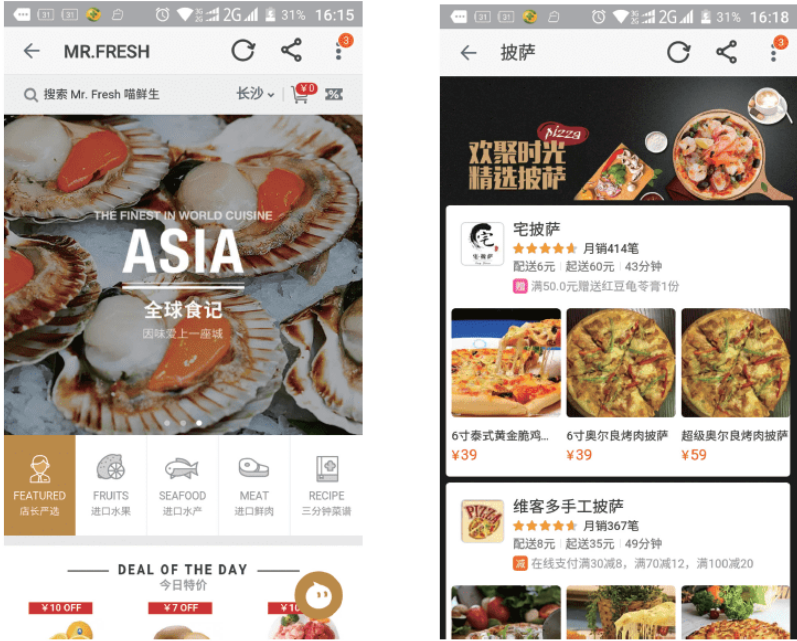 2G 31% 16:15
MR.FRESH
3
搜索 Mr. Fresh 喵鲜生
长沙
¥0
THE FINEST IN WORLD CUISINE
ASIA
全球食记
因味爱上一座城
FEATURED
店长严选
FRUITS
进口水果
SEAFOOD
进口水产
MEAT
进口鲜肉
RECIPE
三分钟菜谱
DEAL OF THE DAY
今日特价
¥10 OFF
¥7 OFF
¥10
2G 31% 16:18
披萨
3
pizza
欢聚时光
精选披萨
宅披萨
月销414笔
配送6元 | 起送60元 | 43分钟
赠 满50.0元赠送红豆龟苓膏1份
6寸泰式黄金脆鸡...
¥39
6寸奥尔良烤肉披萨
¥39
超级奥尔良烤肉披萨
¥59
PIZZA
维客多手工披萨
月销367笔
配送8元 | 起送35元 | 49分钟
减 在线支付满30减8，满70减12，满100减20